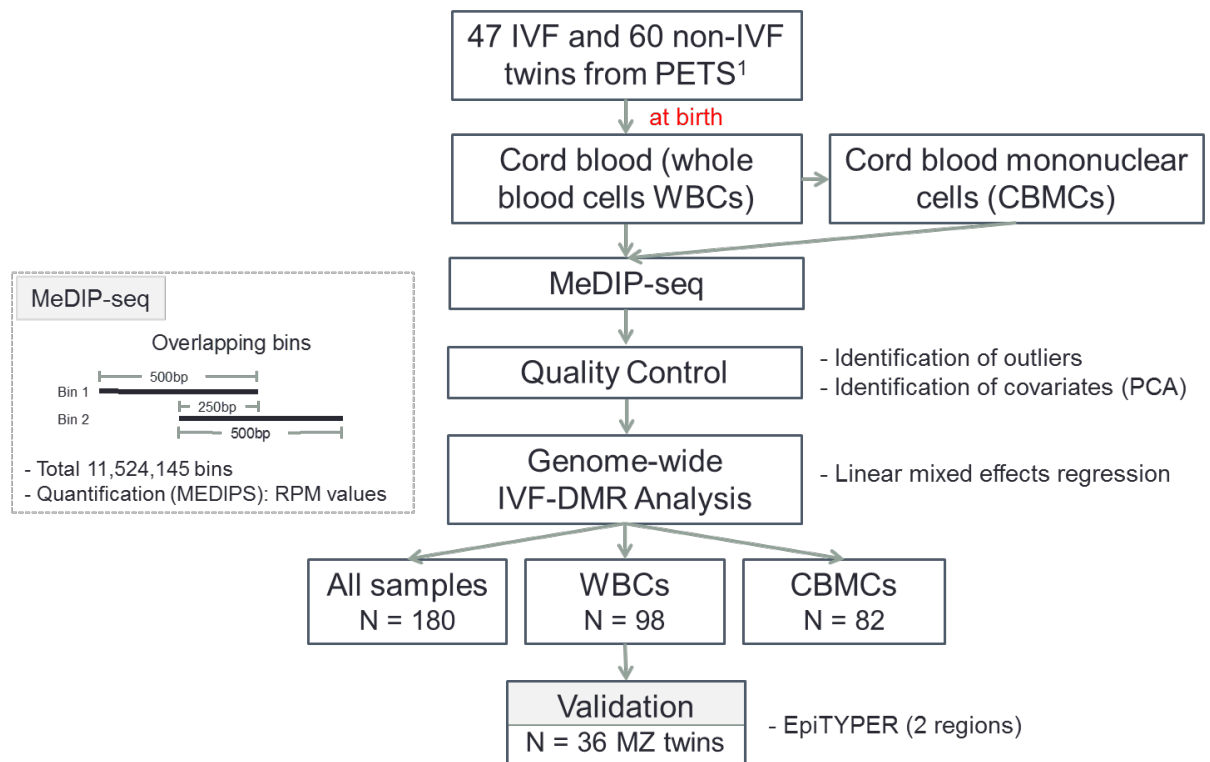 47 IVF and 60 non-IVF
twins from PETS¹
at birth
Cord blood (whole
blood cells WBCs)
Cord blood mononuclear
cells (CBMCs)
MeDIP-seq
Quality Control
- Identification of outliers
- Identification of covariates (PCA)
Genome-wide
IVF-DMR Analysis
- Linear mixed effects regression
All samples
N = 180
WBCs
N = 98
CBMCs
N = 82
Validation
N = 36 MZ twins
- EpiTYPER (2 regions)
MeDIP-seq
Overlapping bins
500bp
Bin 1
250bp
Bin 2
500bp
- Total 11,524,145 bins
- Quantification (MEDIPS): RPM values